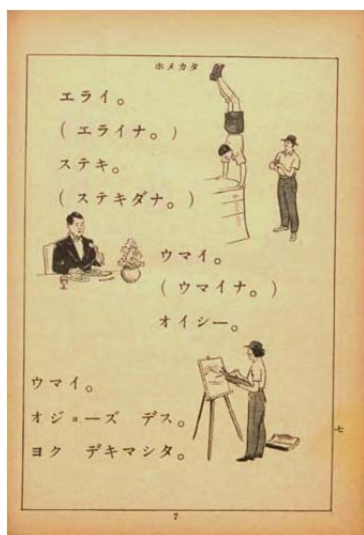 ホメカタ
エライ。
(エライナ。)
ステキ。
(ステキダナ。)
ウマイ。
(ウマイナ。)
オイシー。
ウマイ。
オジョーズ デス。
ヨク デキマシタ。
七
7